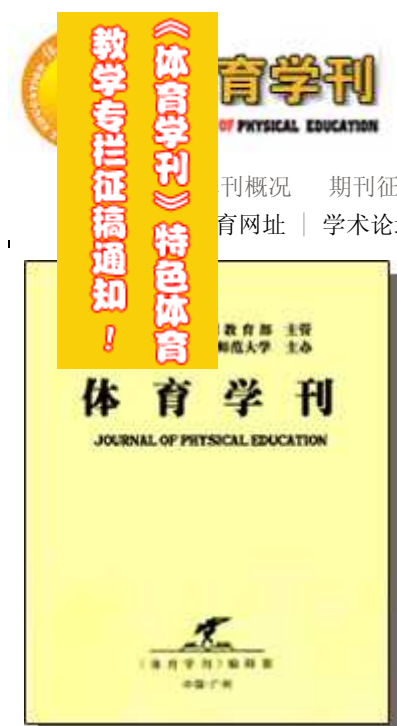 《体育学刊》特色体育
教学专栏征搞通知！
育学刊
OF PHYSICAL EDUCATION
刊概况 期刊征
育网址 | 学术论
教育部 主管
师范大学 主办
体育学刊
JOURNAL OF PHYSICAL EDUCATION
《体育学刊》编辑部
中国·广州